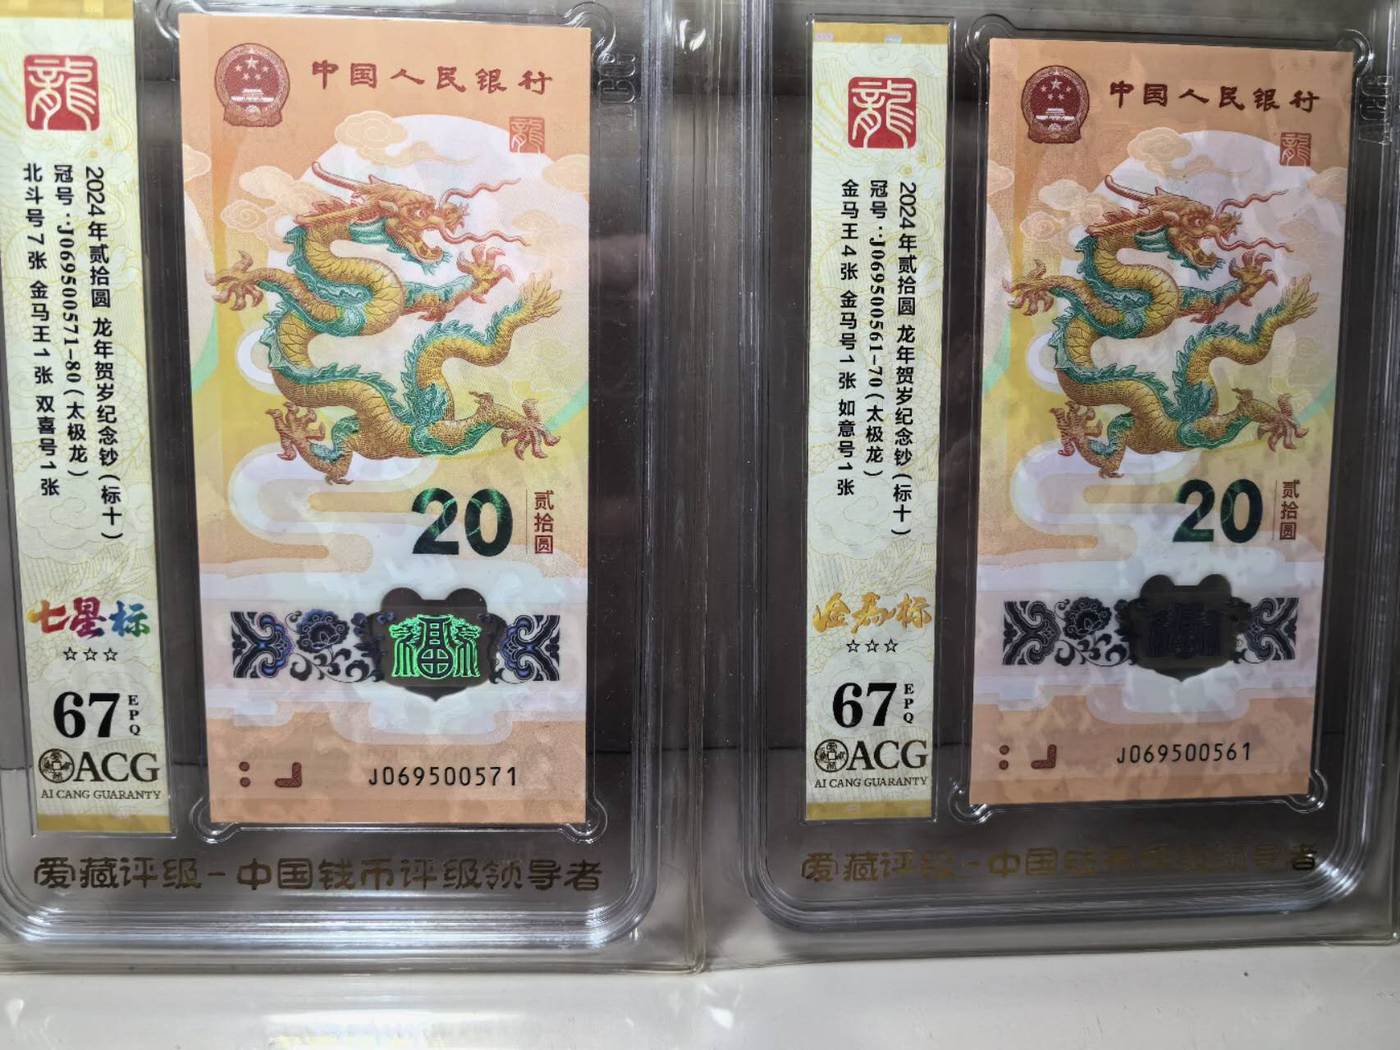 龍
2024年贰拾圆 龙年贺岁纪念钞（标十）
冠号：J069500571-80（太极龙）
北斗号7张 金马王1张 双喜号1张
七星标
☆☆☆
67
EPQ
ACG
AI CANG GUARANTY
中国人民银行
龍
20
贰拾圆
福
J069500571
爱藏评级-中国钱币评级领导者
龍
2024年贰拾圆 龙年贺岁纪念钞（标十）
冠号：J069500561-70（太极龙）
金马王4张 金马号1张 如意号1张
金马标
☆☆☆
67
EPQ
ACG
AI CANG GUARANTY
中国人民银行
龍
20
贰拾圆
福
J069500561
爱藏评级-中国钱币评级领导者